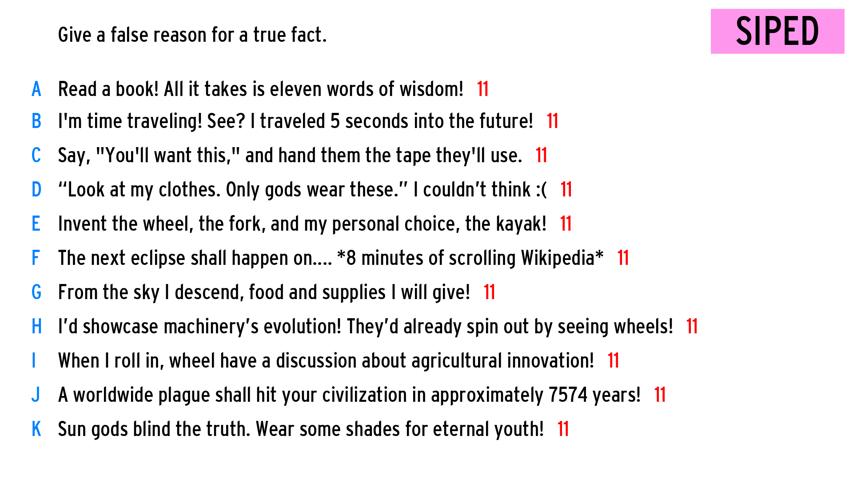 Give a false reason for a true fact.
SIPED
A Read a book! All it takes is eleven words of wisdom! 11
B I'm time traveling! See? I traveled 5 seconds into the future! 11
C Say, "You'll want this," and hand them the tape they'll use. 11
D “Look at my clothes. Only gods wear these.” I couldn’t think :( 11
E Invent the wheel, the fork, and my personal choice, the kayak! 11
F The next eclipse shall happen on.... *8 minutes of scrolling Wikipedia* 11
G From the sky I descend, food and supplies I will give! 11
H I’d showcase machinery’s evolution! They’d already spin out by seeing wheels! 11
I When I roll in, wheel have a discussion about agricultural innovation! 11
J A worldwide plague shall hit your civilization in approximately 7574 years! 11
K Sun gods blind the truth. Wear some shades for eternal youth! 11